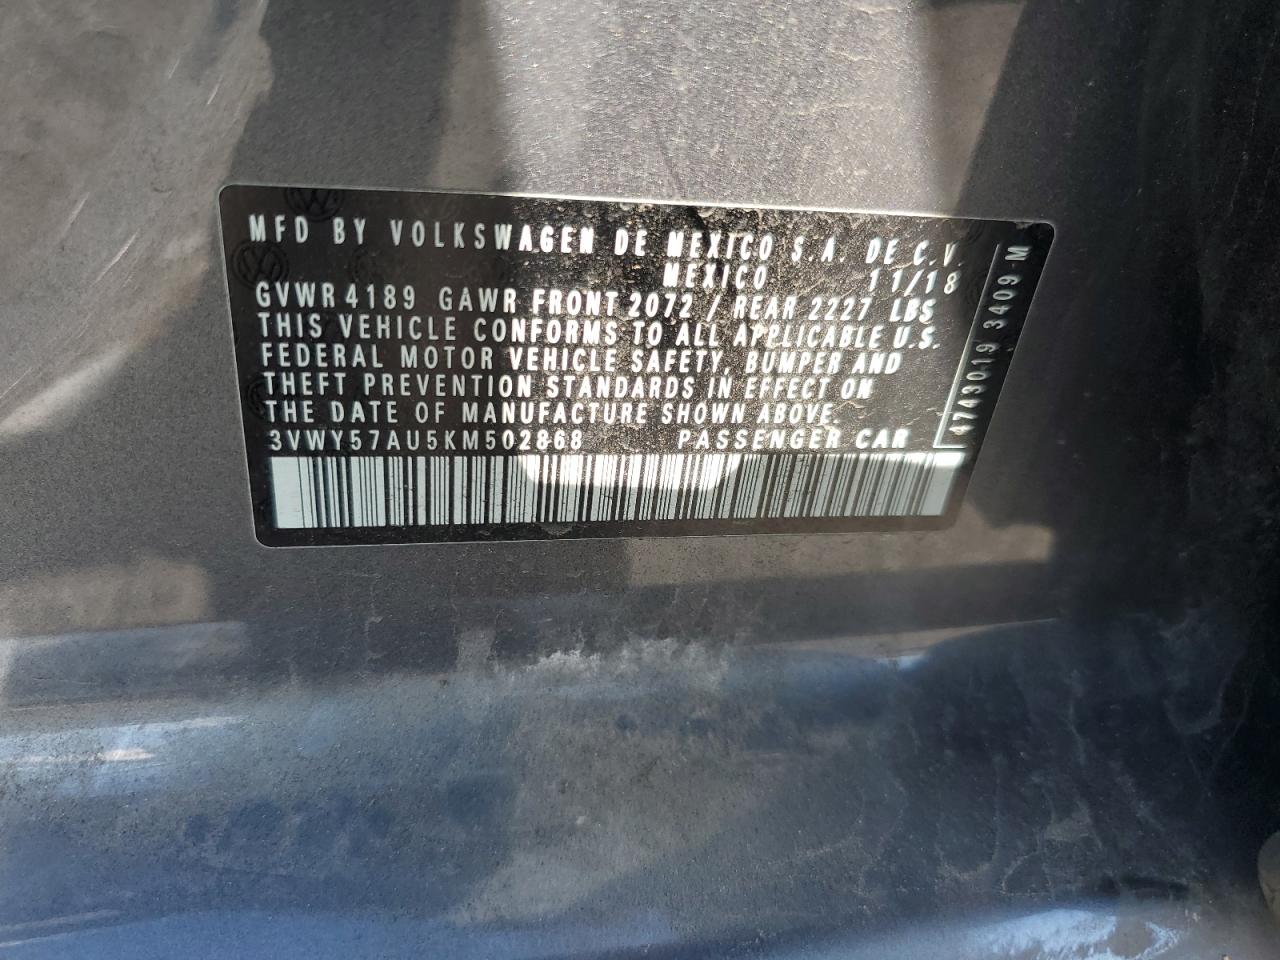 MFD BY VOLKSWAGEN DE MEXICO S.A. DE C.V.
MEXICO 11/18
GVWR 4189 GAWR FRONT 2072 / REAR 2227 LBS
THIS VEHICLE CONFORMS TO ALL APPLICABLE U.S.
FEDERAL MOTOR VEHICLE SAFETY, BUMPER AND
THEFT PREVENTION STANDARDS IN EFFECT ON
THE DATE OF MANUFACTURE SHOWN ABOVE
3VWY57AU5KM502868 PASSENGER CAR
4743019 3409 M